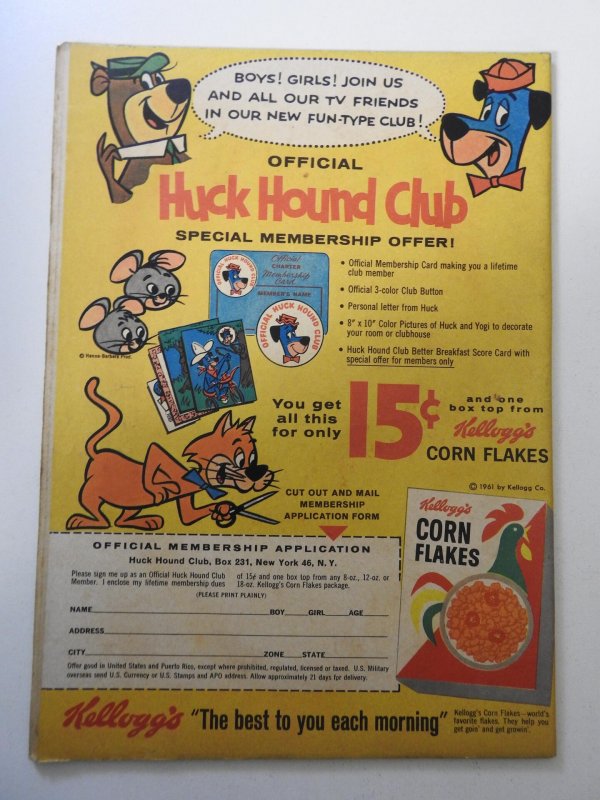 BOYS! GIRLS! JOIN US
AND ALL OUR TV FRIENDS
IN OUR NEW FUN-TYPE CLUB!
OFFICIAL
Huck Hound Club
SPECIAL MEMBERSHIP OFFER!
OFFICIAL HUCK HOUND CLUB
Official
CHARTER
Membership
Card
MEMBER'S NAME
OFFICIAL HUCK HOUND CLUB
• Official Membership Card making you a lifetime
club member
• Official 3-color Club Button
• Personal letter from Huck
• 8" x 10" Color Pictures of Huck and Yogi to decorate
your room or clubhouse
• Huck Hound Club Better Breakfast Score Card with
special offer for members only
© Hanna-Barbera Prod.
You get
all this
for only
15¢
and one
box top from
Kellogg's
CORN FLAKES
© 1961 by Kellogg Co.
CUT OUT AND MAIL
MEMBERSHIP
APPLICATION FORM
Kellogg's
CORN
FLAKES
OFFICIAL MEMBERSHIP APPLICATION
Huck Hound Club, Box 231, New York 46, N. Y.
Please sign me up as an Official Huck Hound Club
Member. I enclose my lifetime membership dues
of 15¢ and one box top from any 8-oz., 12-oz. or
18-oz. Kellogg's Corn Flakes package.
(PLEASE PRINT PLAINLY)
NAME BOY GIRL AGE
ADDRESS
CITY ZONE STATE
Offer good in United States and Puerto Rico, except where prohibited, regulated, licensed or taxed. U.S. Military
overseas send U.S. Currency or U.S. Stamps and APO address. Allow approximately 21 days for delivery.
Kellogg's "The best to you each morning"
Kellogg's Corn Flakes—world's
favorite flakes. They help you
get goin' and get growin'.